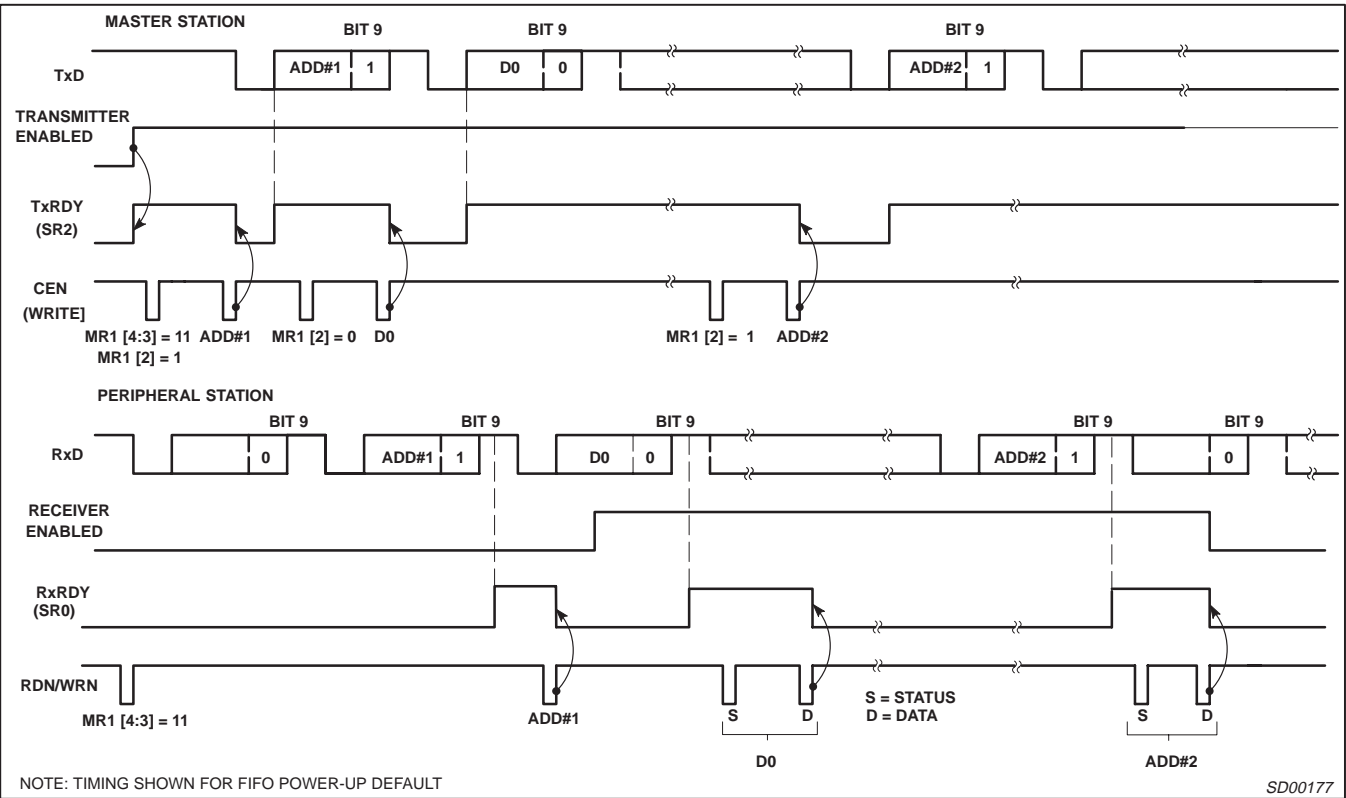 MASTER STATION
BIT 9 BIT 9 BIT 9
TxD ADD#1 1 D0 0 ADD#2 1
TRANSMITTER
ENABLED
TxRDY
(SR2)
CEN
(WRITE]
MR1 [4:3] = 11 ADD#1 MR1 [2] = 0 D0 MR1 [2] = 1 ADD#2
MR1 [2] = 1
PERIPHERAL STATION
BIT 9 BIT 9 BIT 9 BIT 9 BIT 9
RxD 0 ADD#1 1 D0 0 ADD#2 1 0
RECEIVER
ENABLED
RxRDY
(SR0)
RDN/WRN
MR1 [4:3] = 11 ADD#1 S D S = STATUS S D
D = DATA
D0 ADD#2
NOTE: TIMING SHOWN FOR FIFO POWER-UP DEFAULT
SD00177